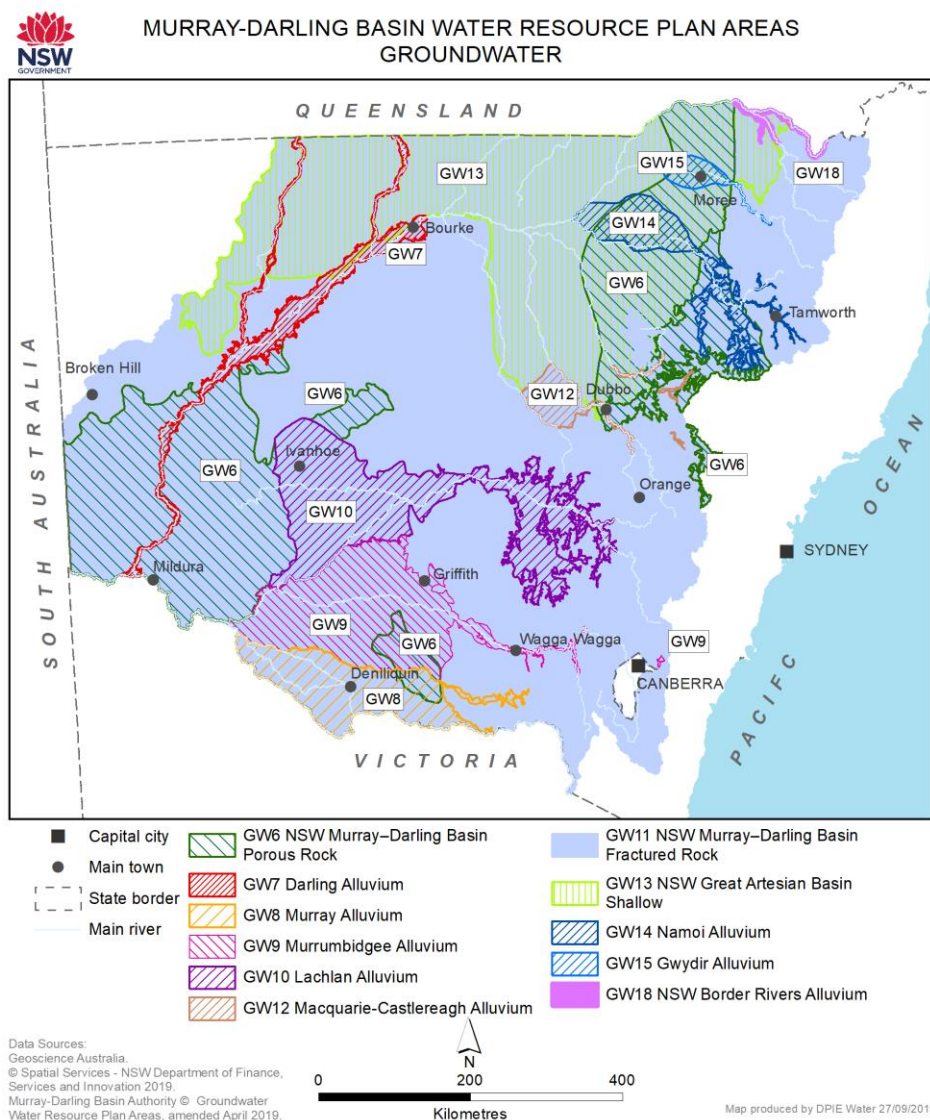 NSW
GOVERNMENT
MURRAY-DARLING BASIN WATER RESOURCE PLAN AREAS
GROUNDWATER
QUEENSLAND
GW15
GW18
GW13
Moree
GW14
Bourke
GW7
GW6
Tamworth
SOUTH AUSTRALIA
Broken Hill
GW6
GW12
Dubbo
Ivanhoe
GW6
GW6
Orange
GW10
PACIFIC OCEAN
SYDNEY
Mildura
Griffith
GW9
GW6
Wagga Wagga
GW9
Deniliquin
GW8
CANBERRA
VICTORIA
Capital city
Main town
State border
Main river
GW6 NSW Murray–Darling Basin
Porous Rock
GW7 Darling Alluvium
GW8 Murray Alluvium
GW9 Murrumbidgee Alluvium
GW10 Lachlan Alluvium
GW12 Macquarie-Castlereagh Alluvium
GW11 NSW Murray–Darling Basin
Fractured Rock
GW13 NSW Great Artesian Basin
Shallow
GW14 Namoi Alluvium
GW15 Gwydir Alluvium
GW18 NSW Border Rivers Alluvium
Data Sources:
Geoscience Australia.
© Spatial Services - NSW Department of Finance,
Services and Innovation 2019.
Murray-Darling Basin Authority © Groundwater
Water Resource Plan Areas, amended April 2019.
N
0 200 400
Kilometres
Map produced by DPIE Water 27/09/201